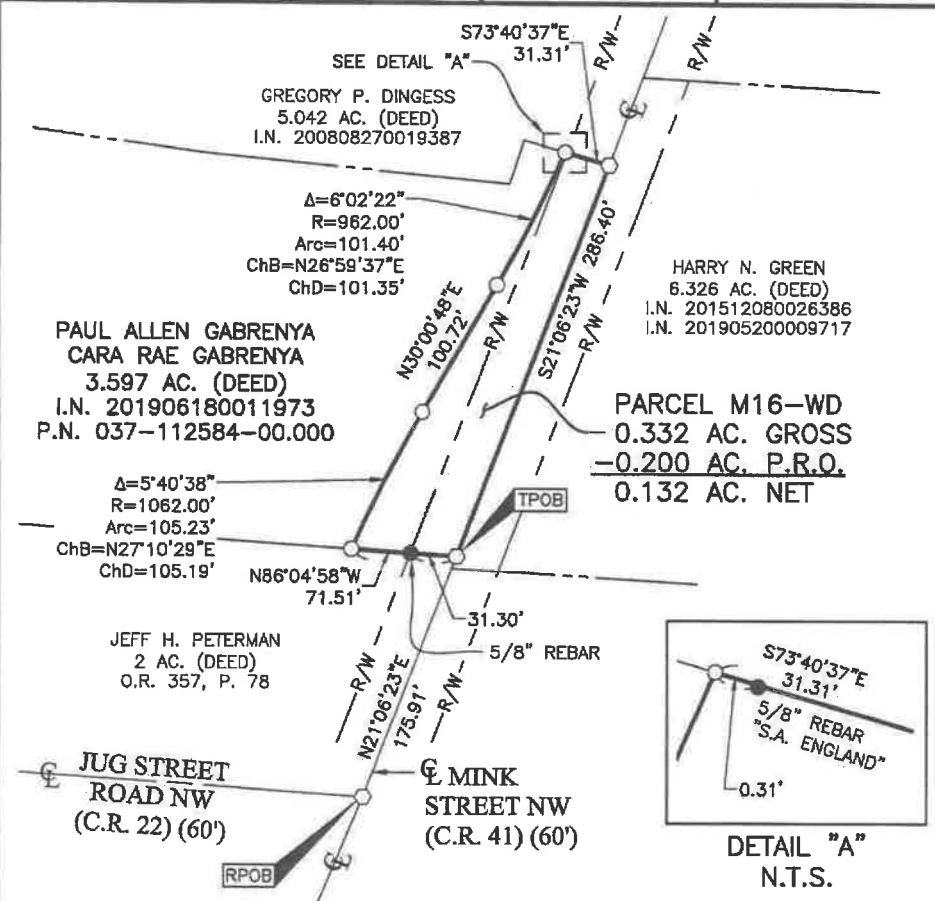 S73°40'37"E
31.31'
R/W
R/W
SEE DETAIL "A"
GREGORY P. DINGESS
5.042 AC. (DEED)
I.N. 200808270019387
℄
Δ=6°02'22"
R=962.00'
Arc=101.40'
ChB=N26°59'37"E
ChD=101.35'
HARRY N. GREEN
6.326 AC. (DEED)
I.N. 201512080026386
I.N. 201905200009717
N30°00'48"E
100.72'
R/W
S21°06'23"W 286.40'
R/W
PAUL ALLEN GABRENYA
CARA RAE GABRENYA
3.597 AC. (DEED)
I.N. 201906180011973
P.N. 037-112584-00.000
PARCEL M16-WD
0.332 AC. GROSS
-0.200 AC. P.R.O.
0.132 AC. NET
Δ=5°40'38"
R=1062.00'
Arc=105.23'
ChB=N27°10'29"E
ChD=105.19'
TPOB
N86°04'58"W
71.51'
31.30'
5/8" REBAR
JEFF H. PETERMAN
2 AC. (DEED)
O.R. 357, P. 78
R/W
N21°06'23"E
175.91'
R/W
℄ JUG STREET
ROAD NW
(C.R. 22) (60')
℄ MINK
STREET NW
(C.R. 41) (60')
RPOB
℄
S73°40'37"E
31.31'
5/8" REBAR
"S.A. ENGLAND"
0.31'
DETAIL "A"
N.T.S.